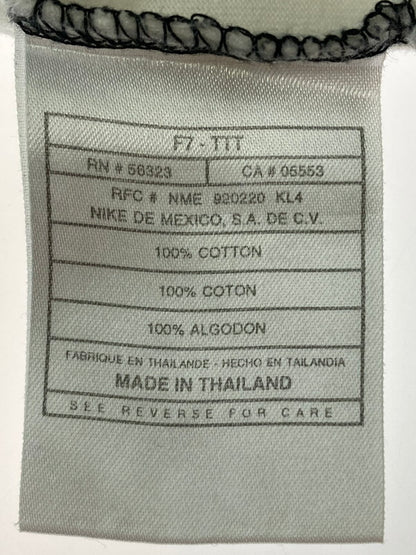 F7 - TTT
RN # 56323 CA # 05553
RFC # NME 920220 KL4
NIKE DE MEXICO, S.A. DE C.V.
100% COTTON
100% COTON
100% ALGODON
FABRIQUE EN THAILANDE - HECHO EN TAILANDIA
MADE IN THAILAND
SEE REVERSE FOR CARE